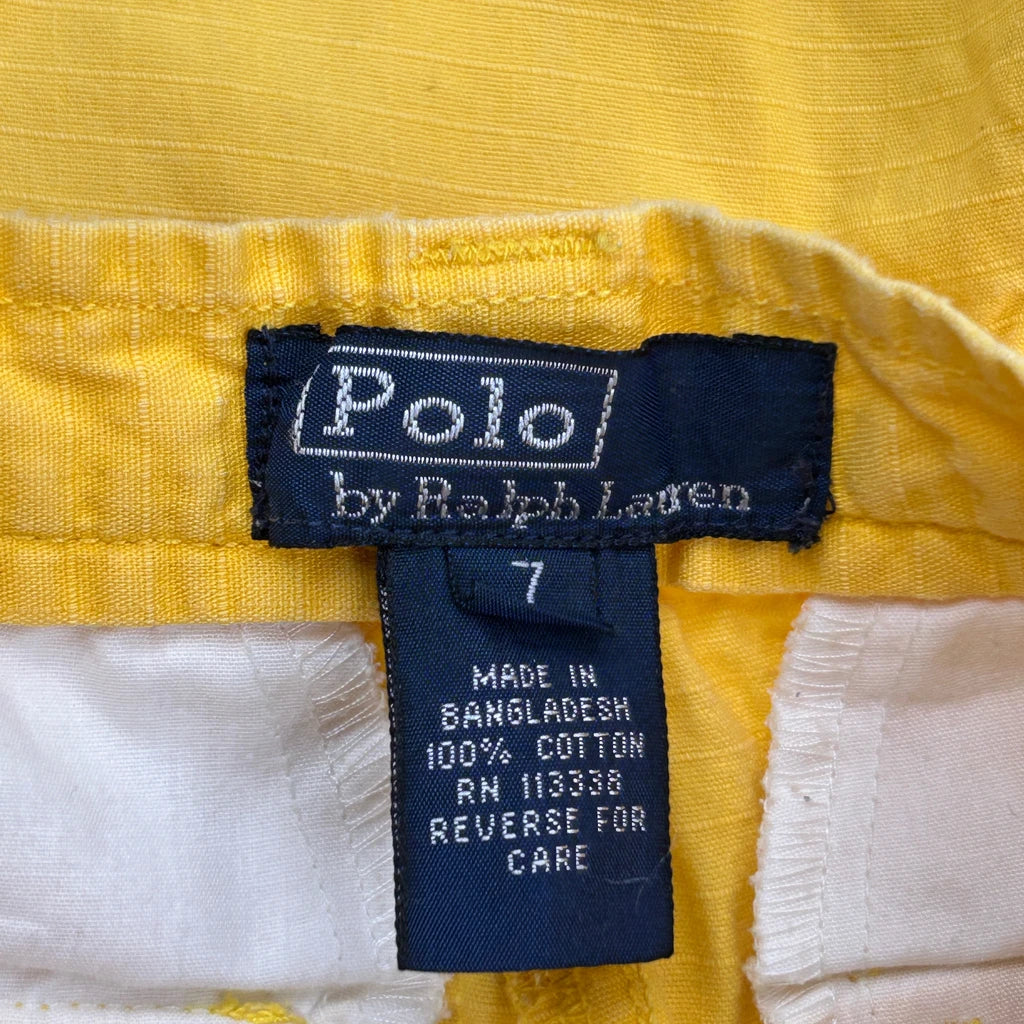 Polo
by Ralph Lauren
7
MADE IN
BANGLADESH
100% COTTON
RN 113338
REVERSE FOR
CARE